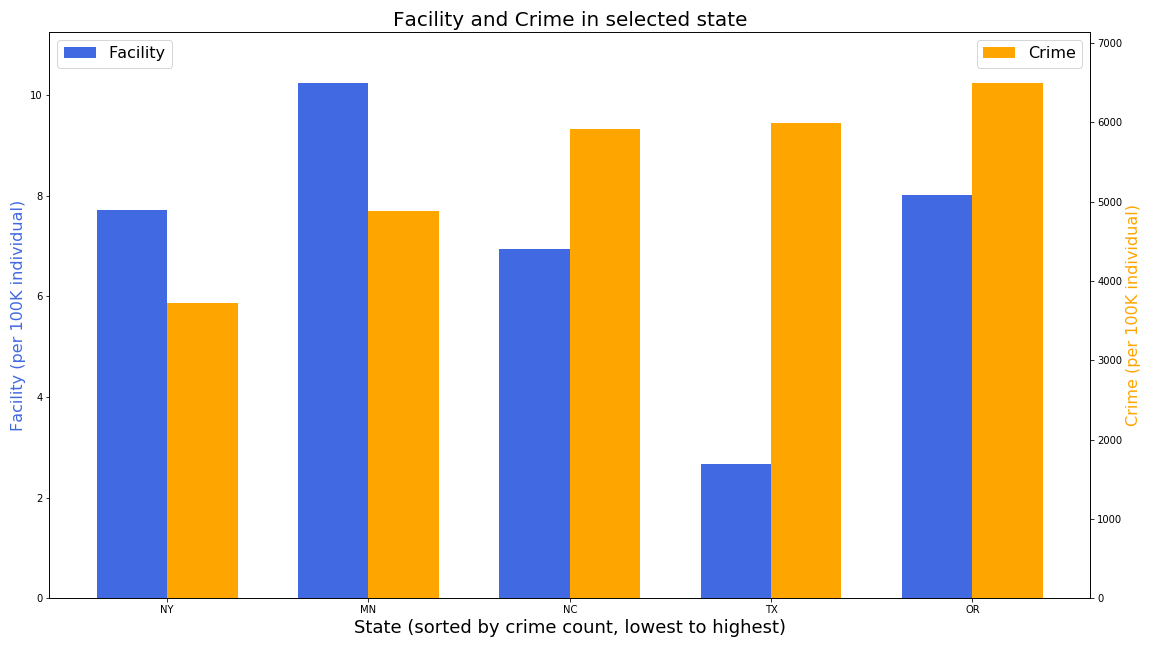 Facility and Crime in selected state
Facility
Crime
Facility (per 100K individual)
10
8
6
4
2
0
7000
6000
5000
4000
3000
2000
1000
0
Crime (per 100K individual)
NY MN NC TX OR
State (sorted by crime count, lowest to highest)